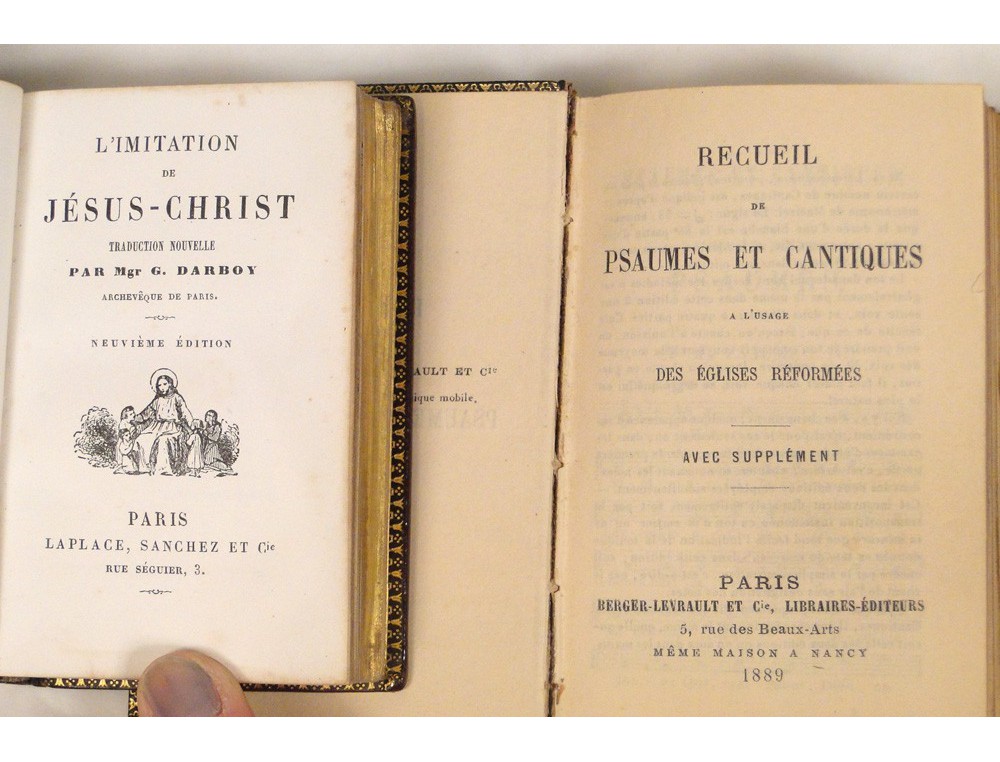 L'IMITATION
DE
JÉSUS-CHRIST
TRADUCTION NOUVELLE
PAR Mgr G. DARBOY
ARCHEVÊQUE DE PARIS.
NEUVIÈME ÉDITION
PARIS
LAPLACE, SANCHEZ ET Cie
RUE SÉGUIER, 3.
AULT ET Cie
ique mobile,
RECUEIL
DE
PSAUMES ET CANTIQUES
A L'USAGE
DES ÉGLISES RÉFORMÉES
AVEC SUPPLÉMENT
PARIS
BERGER-LEVRAULT ET Cie, LIBRAIRES-ÉDITEURS
5, rue des Beaux-Arts
MÊME MAISON A NANCY
1889